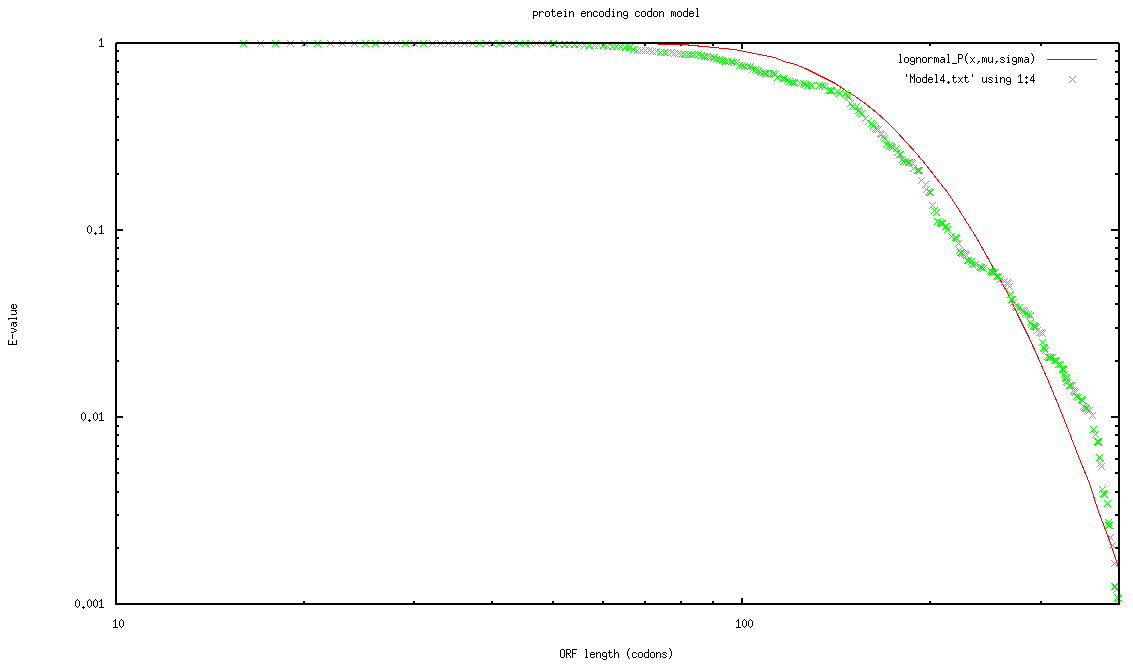 protein encoding codon model
1
lognormal_P(x,mu,sigma)
'Model4.txt' using 1:4
0.1
E-value
0.01
0.001
10
100
ORF length (codons)